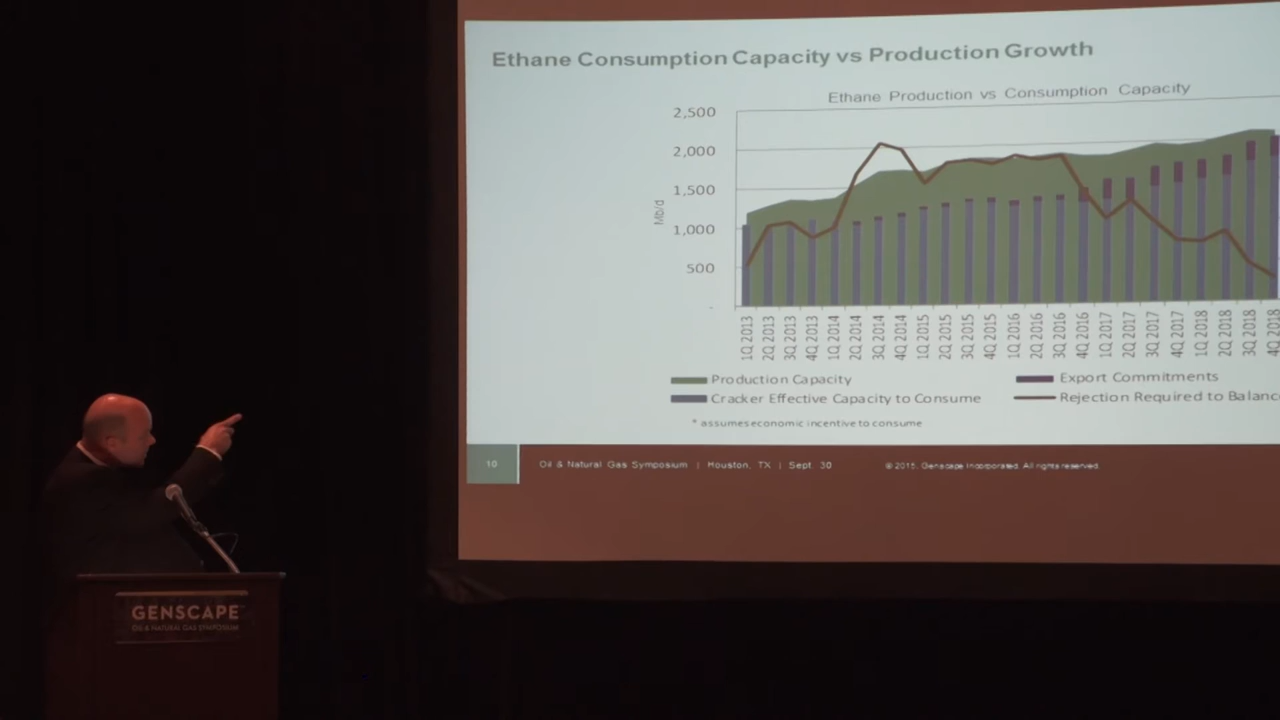 Ethane Consumption Capacity vs Production Growth
Ethane Production vs Consumption Capacity
2,500
2,000
1,500
1,000
500
-
Mb/d
1Q 2013
2Q 2013
3Q 2013
4Q 2013
1Q 2014
2Q 2014
3Q 2014
4Q 2014
1Q 2015
2Q 2015
3Q 2015
4Q 2015
1Q 2016
2Q 2016
3Q 2016
4Q 2016
1Q 2017
2Q 2017
3Q 2017
4Q 2017
1Q 2018
2Q 2018
3Q 2018
4Q 2018
Production Capacity
Export Commitments
Cracker Effective Capacity to Consume
Rejection Required to Balanc
* assumes economic incentive to consume
10
Oil & Natural Gas Symposium | Houston, TX | Sept. 30
© 2015. Genscape Incorporated. All rights reserved.
GENSCAPE
OIL & NATURAL GAS SYMPOSIUM